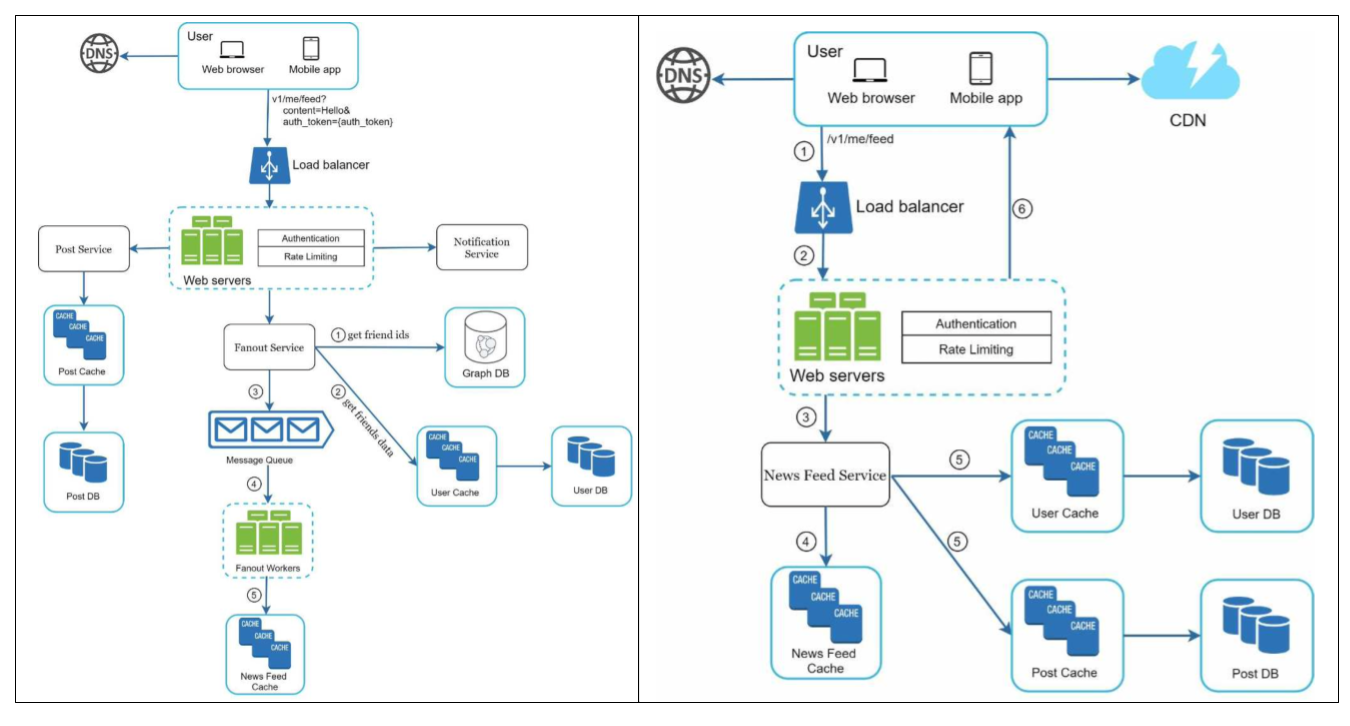 User
DNS
Web browser
Mobile app
v1/me/feed?
content=Hello&
auth_token={auth_token}
Load balancer
Authentication
Rate Limiting
Web servers
Post Service
Notification
Service
CACHE
CACHE
CACHE
Post Cache
Post DB
Fanout Service
1 get friend ids
Graph DB
2 get friends data
3
Message Queue
CACHE
CACHE
CACHE
User Cache
User DB
4
Fanout Workers
5
CACHE
CACHE
CACHE
News Feed
Cache
User
DNS
Web browser
Mobile app
CDN
1
/v1/me/feed
Load balancer
6
2
Authentication
Rate Limiting
Web servers
3
News Feed Service
5
CACHE
CACHE
CACHE
User Cache
User DB
4
5
CACHE
CACHE
CACHE
News Feed
Cache
CACHE
CACHE
CACHE
Post Cache
Post DB